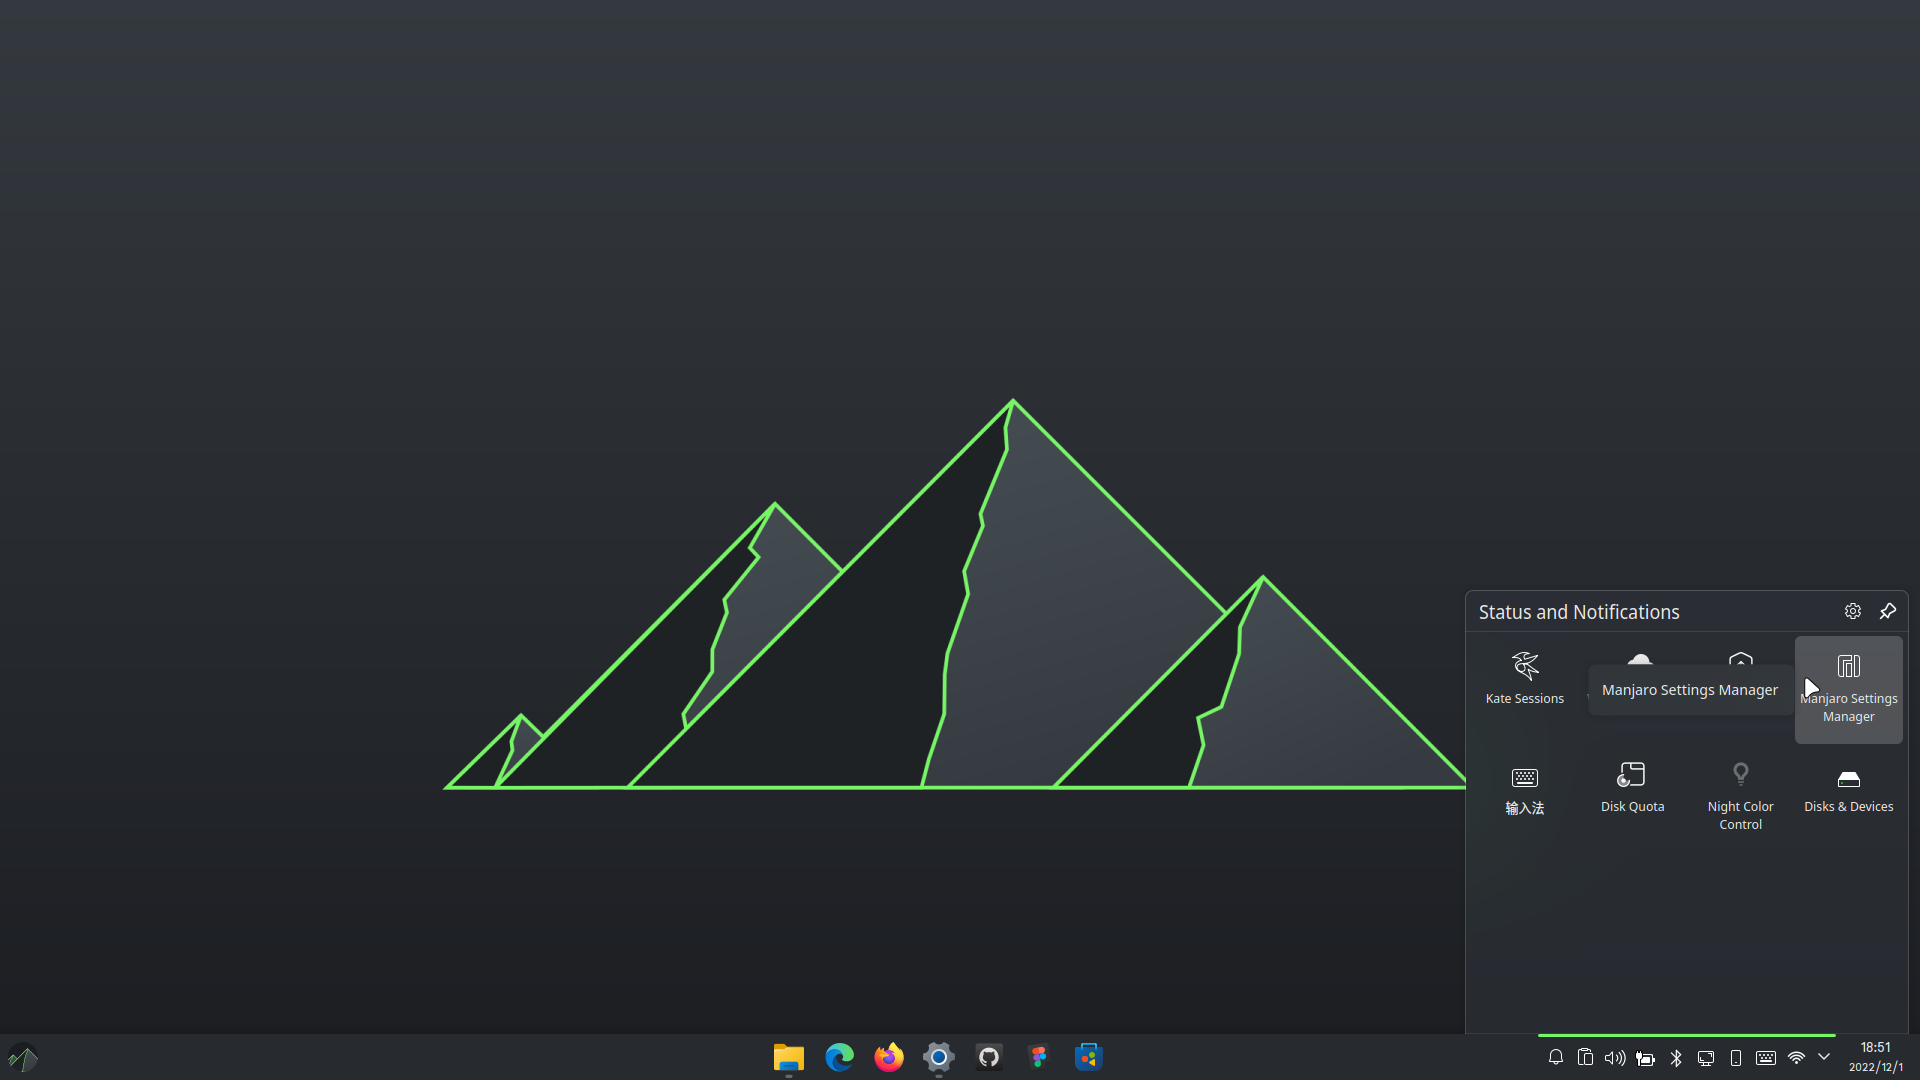 Status and Notifications
Kate Sessions
Manjaro Settings Manager
Manjaro Settings
Manager
输入法
Disk Quota
Night Color
Control
Disks & Devices
18:51
2022/12/1